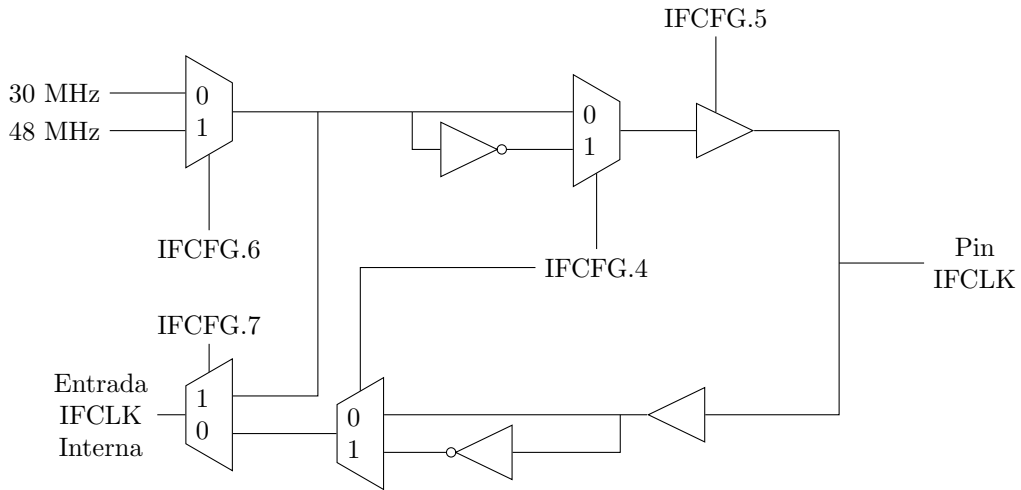 IFCFG.5
30 MHz
0
48 MHz
1
0
1
IFCFG.6
IFCFG.4
Pin
IFCLK
IFCFG.7
Entrada
IFCLK
Interna
1
0
0
1